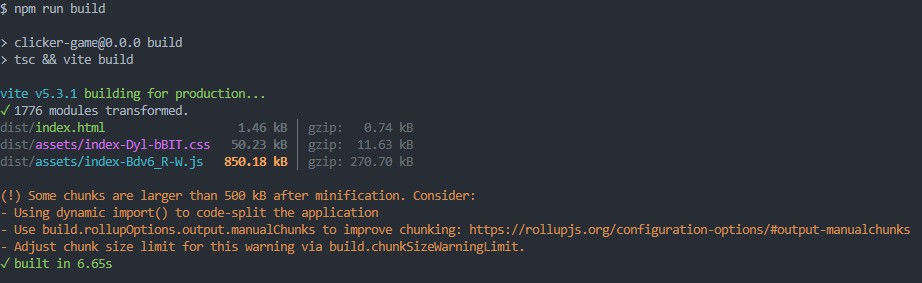 $ npm run build
> clicker-game@0.0.0 build
> tsc && vite build
vite v5.3.1 building for production...
✓ 1776 modules transformed.
dist/index.html 1.46 kB │ gzip: 0.74 kB
dist/assets/index-Dyl-bBIT.css 50.23 kB │ gzip: 11.63 kB
dist/assets/index-Bdv6_R-W.js 850.18 kB │ gzip: 270.70 kB
(!) Some chunks are larger than 500 kB after minification. Consider:
- Using dynamic import() to code-split the application
- Use build.rollupOptions.output.manualChunks to improve chunking: https://rollupjs.org/configuration-options/#output-manualchunks
- Adjust chunk size limit for this warning via build.chunkSizeWarningLimit.
✓ built in 6.65s